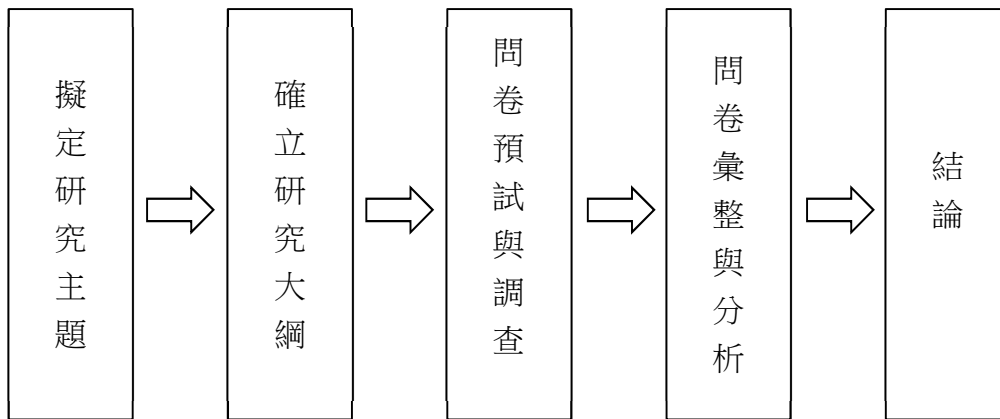 擬定研究主題
確立研究大綱
問卷預試與調查
問卷彙整與分析
結論